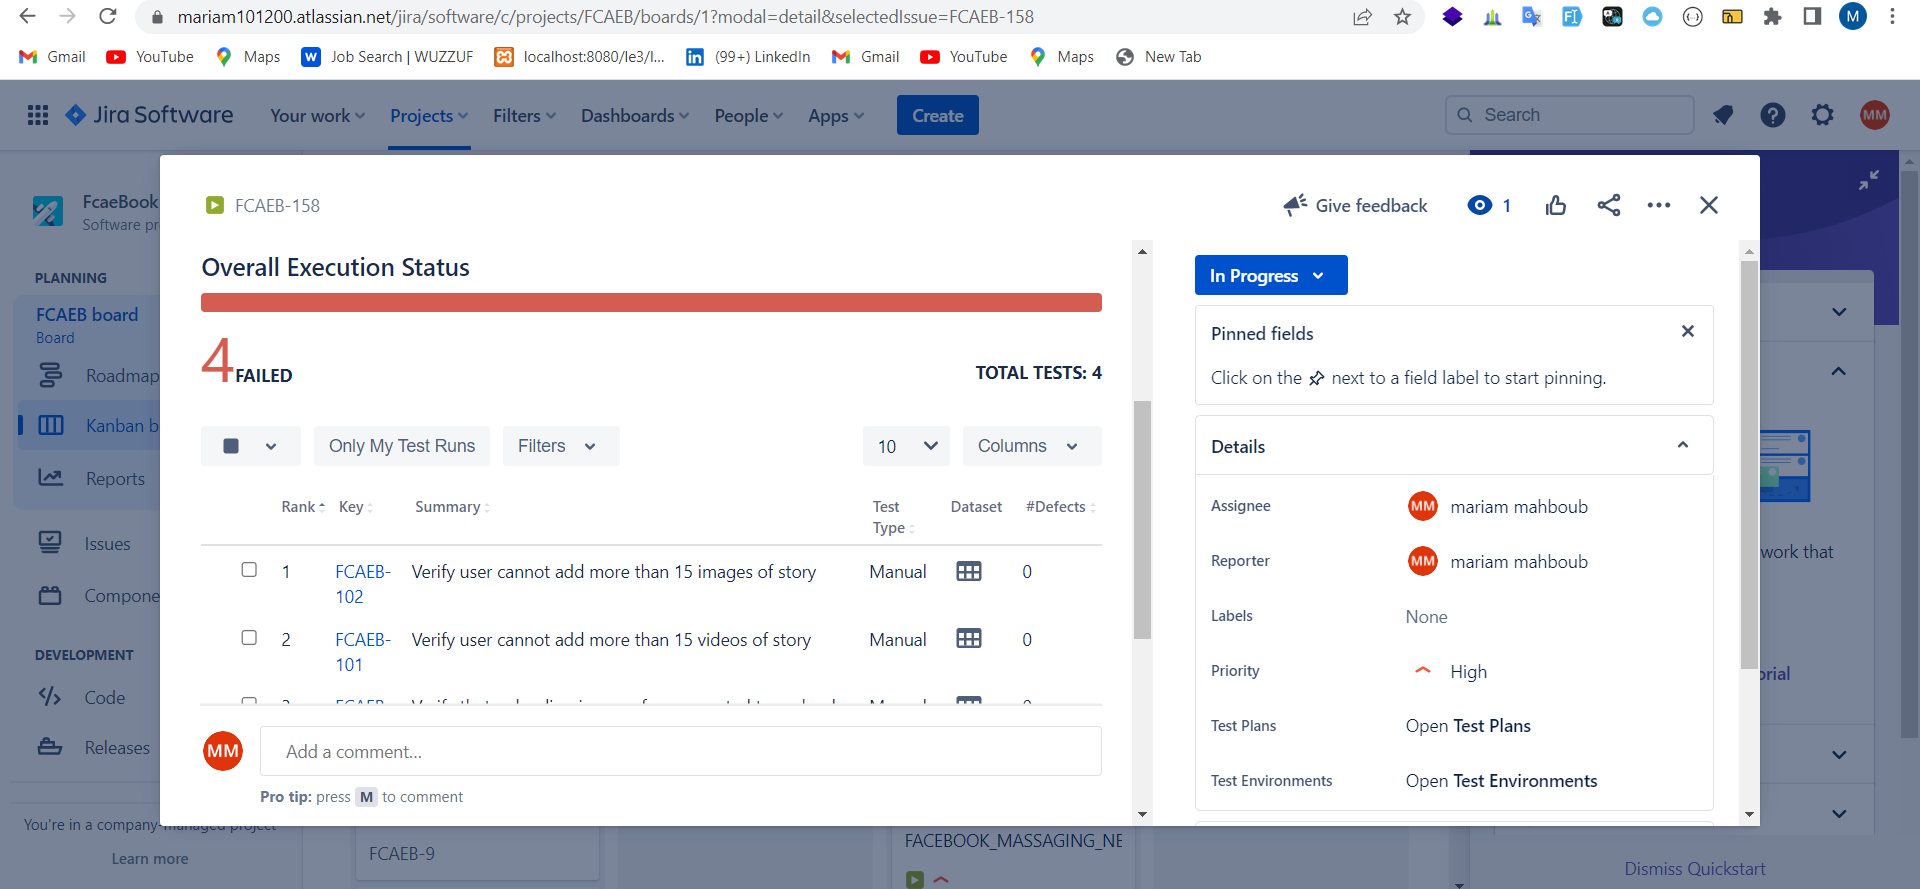 mariam101200.atlassian.net/jira/software/c/projects/FCAEB/boards/1?modal=detail&selectedIssue=FCAEB-158
M
Gmail YouTube Maps W Job Search | WUZZUF localhost:8080/le3/l... in (99+) LinkedIn Gmail YouTube Maps New Tab
Jira Software Your work Projects Filters Dashboards People Apps Create Search MM
FcaeBook
Software pr
PLANNING
FCAEB board
Board
Roadmap
Kanban b
Reports
Issues
Compone
DEVELOPMENT
Code
Releases
You're in a company-managed project
Learn more
FCAEB-158
Give feedback 1
Overall Execution Status
4 FAILED
TOTAL TESTS: 4
Only My Test Runs Filters 10 Columns
Rank Key Summary Test Type Dataset #Defects
1 FCAEB-102 Verify user cannot add more than 15 images of story Manual 0
2 FCAEB-101 Verify user cannot add more than 15 videos of story Manual 0
MM Add a comment...
Pro tip: press M to comment
In Progress
Pinned fields
Click on the next to a field label to start pinning.
Details
Assignee MM mariam mahboub
Reporter MM mariam mahboub
Labels None
Priority High
Test Plans Open Test Plans
Test Environments Open Test Environments
work that
orial
FCAEB-9
FACEBOOK_MASSAGING_NE
Dismiss Quickstart